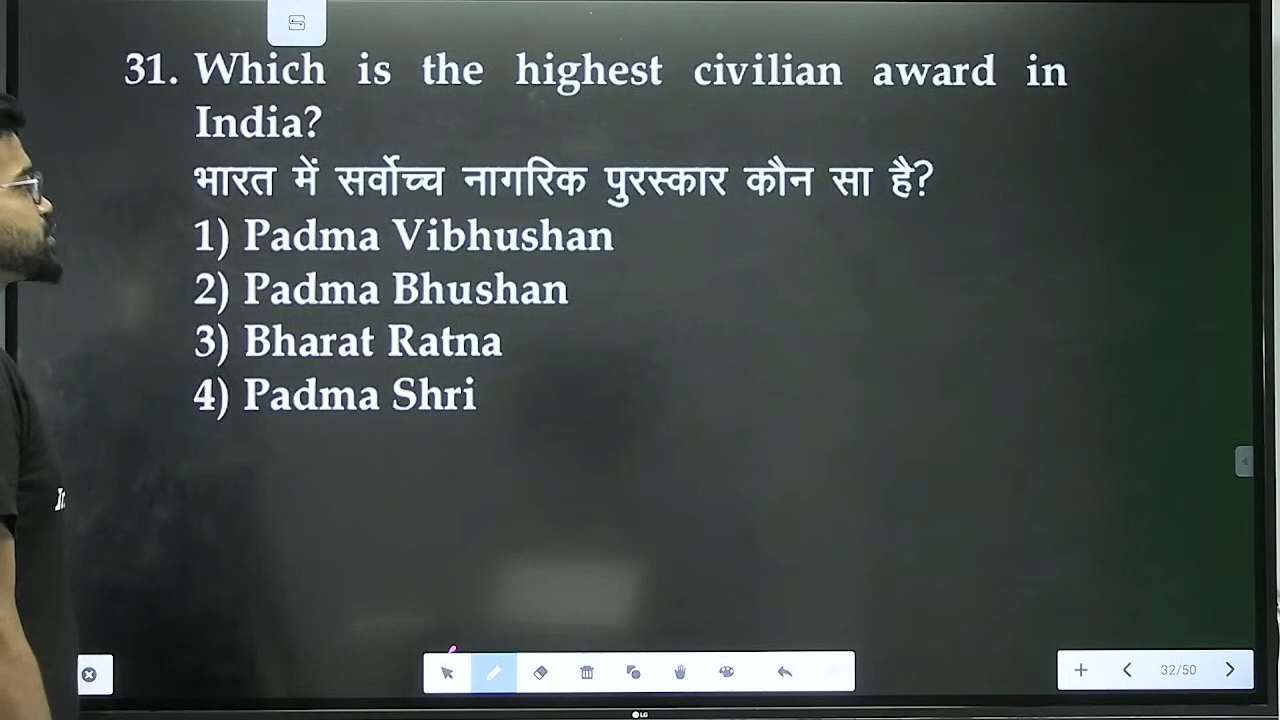 31. Which is the highest civilian award in
India?
भारत में सर्वोच्च नागरिक पुरस्कार कौन सा है?
1) Padma Vibhushan
2) Padma Bhushan
3) Bharat Ratna
4) Padma Shri
32/50
LG